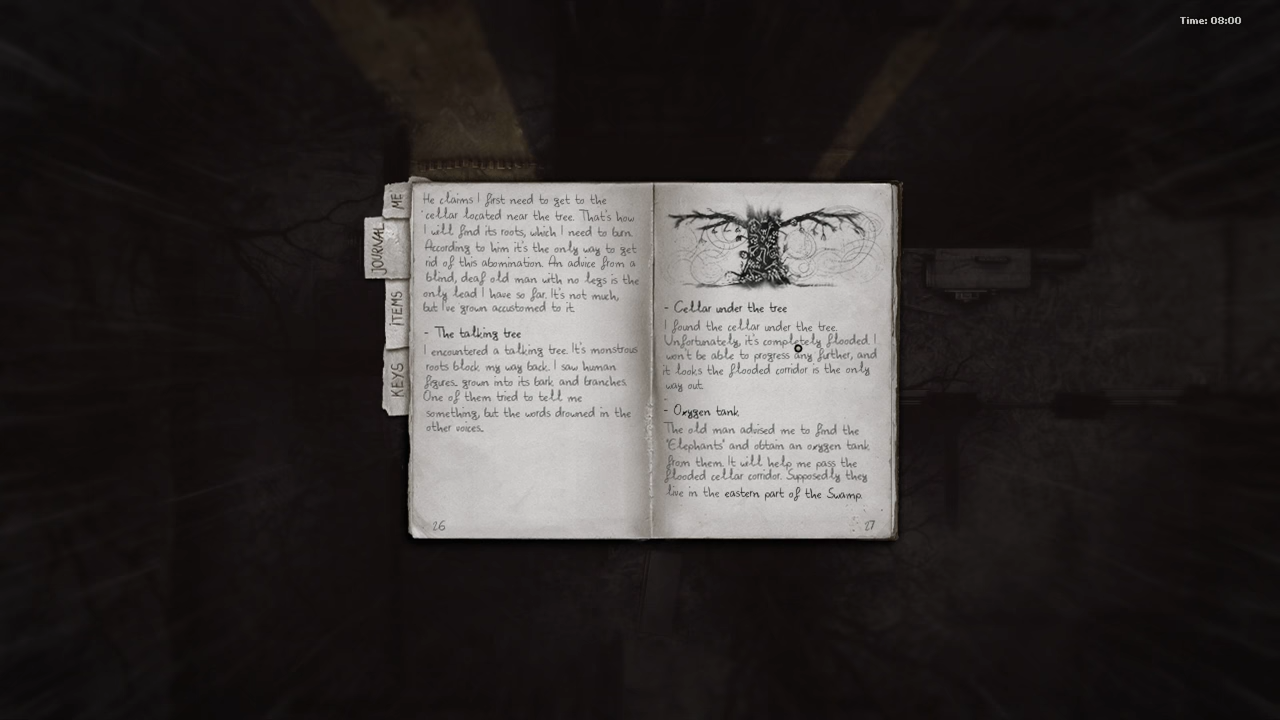 Time: 08:00
ME
JOURNAL
ITEMS
KEYS
He claims I first need to get to the
cellar located near the tree. That's how
I will find its roots, which I need to burn.
According to him it's the only way to get
rid of this abomination. An advice from a
blind, deaf old man with no legs is the
only lead I have so far. It's not much,
but I've grown accustomed to it.
- The talking tree
I encountered a talking tree. It's monstrous
roots block my way back. I saw human
figures, grown into its bark and branches.
One of them tried to tell me
something, but the words drowned in the
other voices.
26
- Cellar under the tree
I found the cellar under the tree.
Unfortunately, it's completely flooded. I
won't be able to progress any further, and
it looks the flooded corridor is the only
way out.
- Oxygen tank
The old man advised me to find the
"Elephants" and obtain an oxygen tank
from them. It will help me pass the
flooded cellar corridor. Supposedly they
live in the eastern part of the Swamp.
27